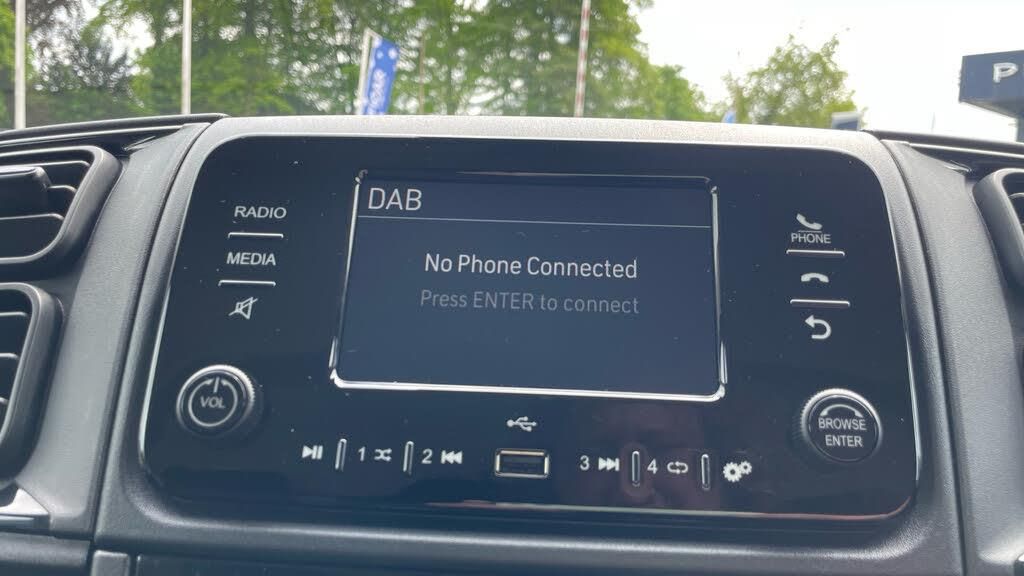 RADIO
MEDIA
VOL
DAB
No Phone Connected
Press ENTER to connect
PHONE
BROWSE
ENTER
1
2
3
4
P